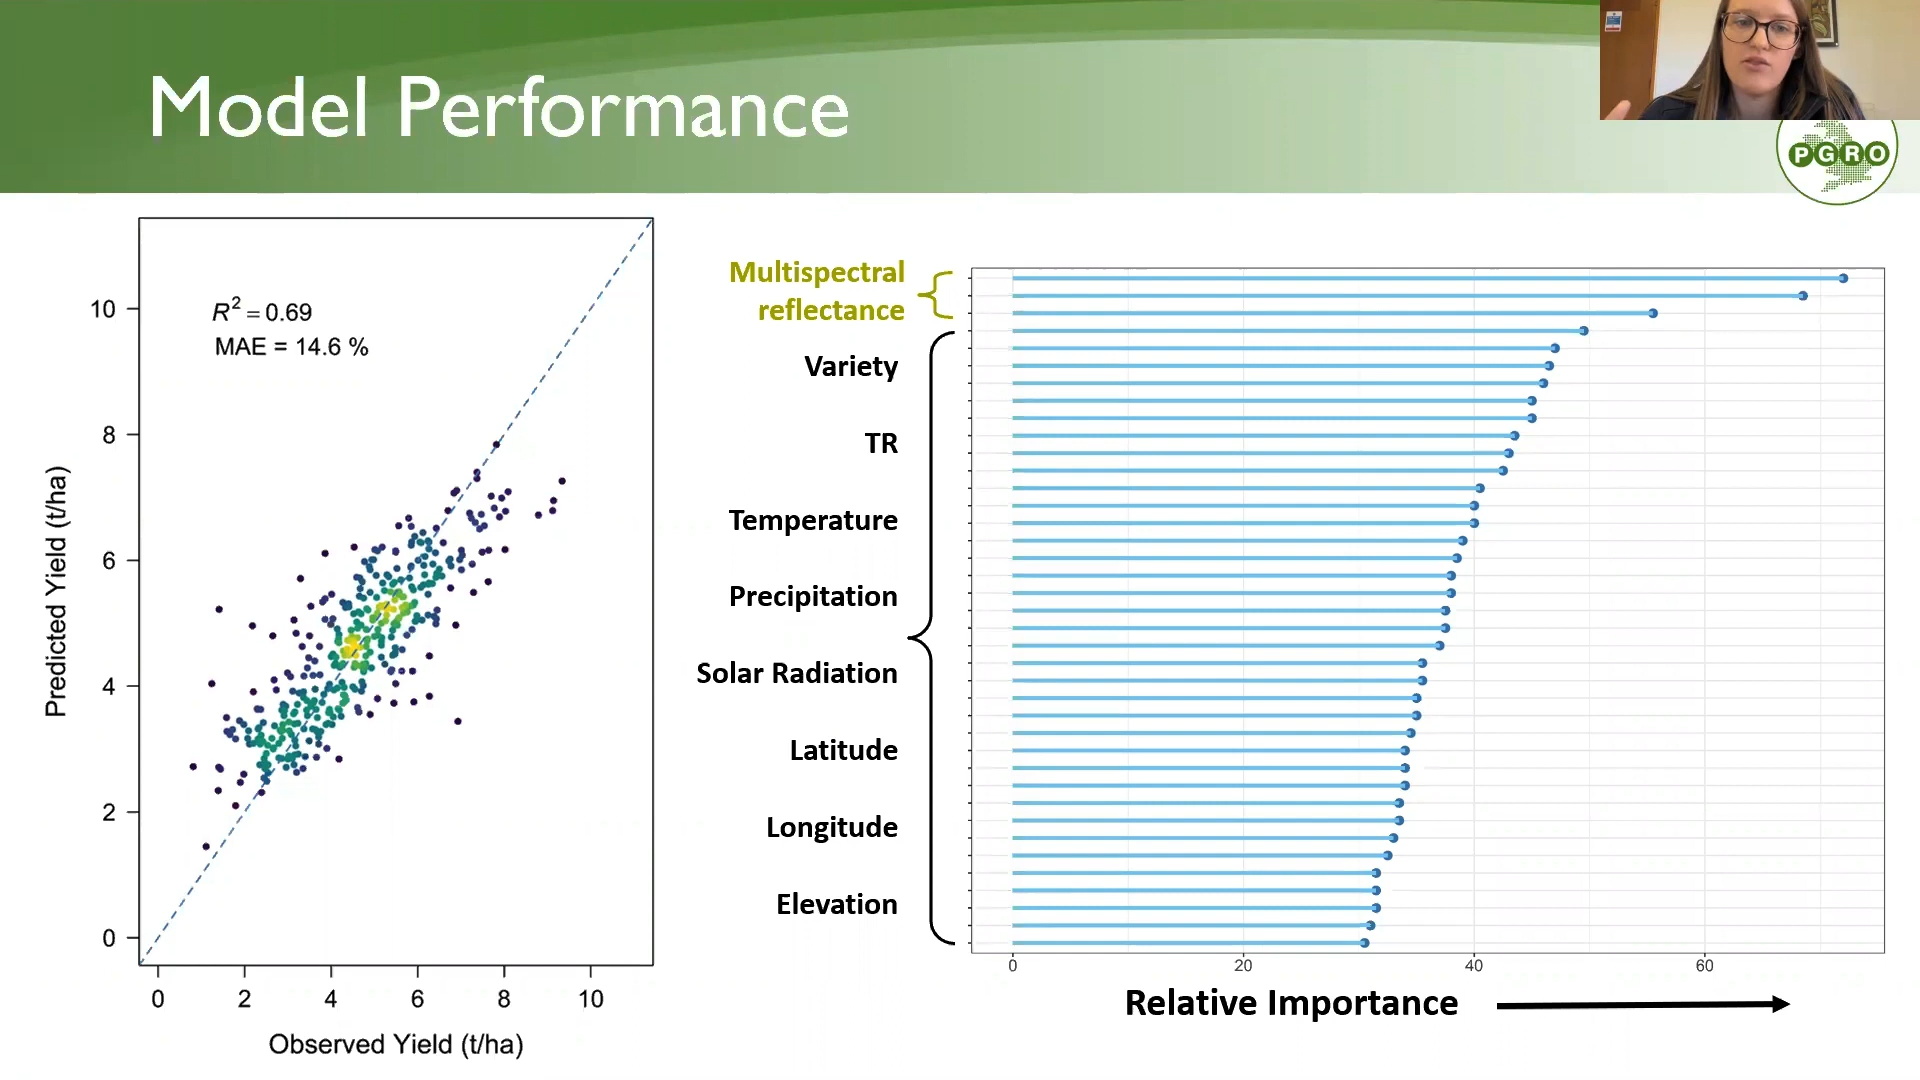 Model Performance
PGRO
R² = 0.69
MAE = 14.6 %
Predicted Yield (t/ha)
10
8
6
4
2
0
0 2 4 6 8 10
Observed Yield (t/ha)
Multispectral
reflectance
Variety
TR
Temperature
Precipitation
Solar Radiation
Latitude
Longitude
Elevation
0 20 40 60
Relative Importance